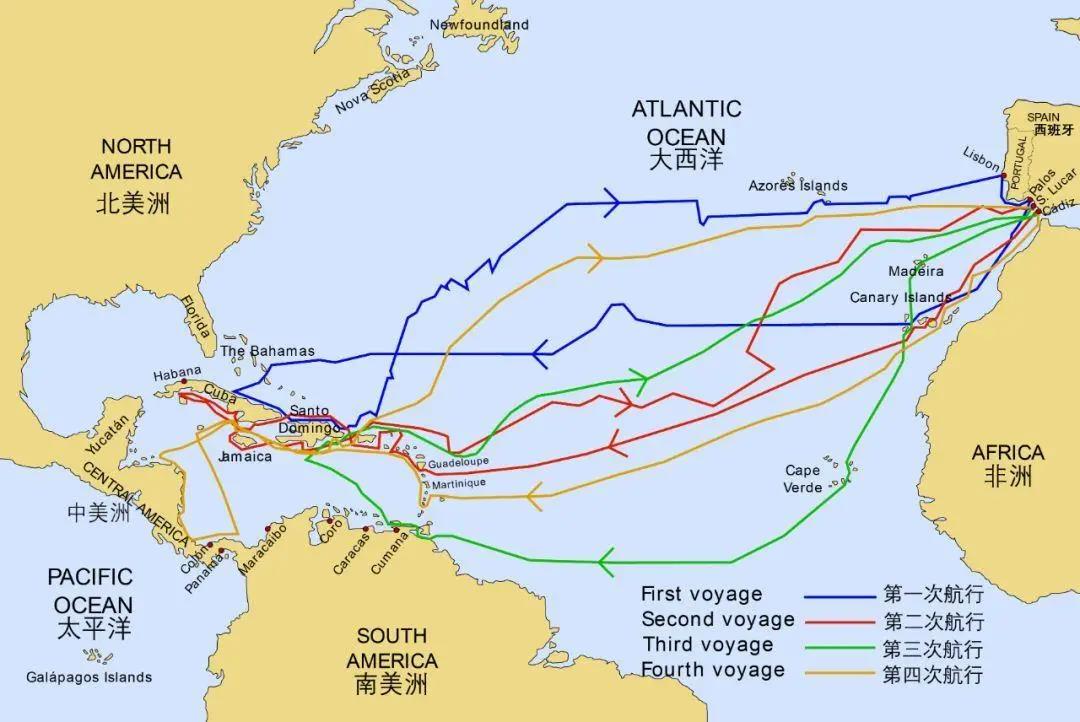 Newfoundland
Nova Scotia
NORTH
AMERICA
北美洲
ATLANTIC
OCEAN
大西洋
SPAIN
西班牙
PORTUGAL
Lisbon
Palos
S. Lucar
Cádiz
Azores Islands
Madeira
Canary Islands
Florida
The Bahamas
Habana
Cuba
Santo
Domingo
Yucatán
Jamaica
Guadeloupe
Martinique
CENTRAL AMERICA
中美洲
Cape
Verde
AFRICA
非洲
Colón
Panama
Maracaibo
Coro
Caracas
Cumana
PACIFIC
OCEAN
太平洋
Galápagos Islands
SOUTH
AMERICA
南美洲
First voyage 第一次航行
Second voyage 第二次航行
Third voyage 第三次航行
Fourth voyage 第四次航行